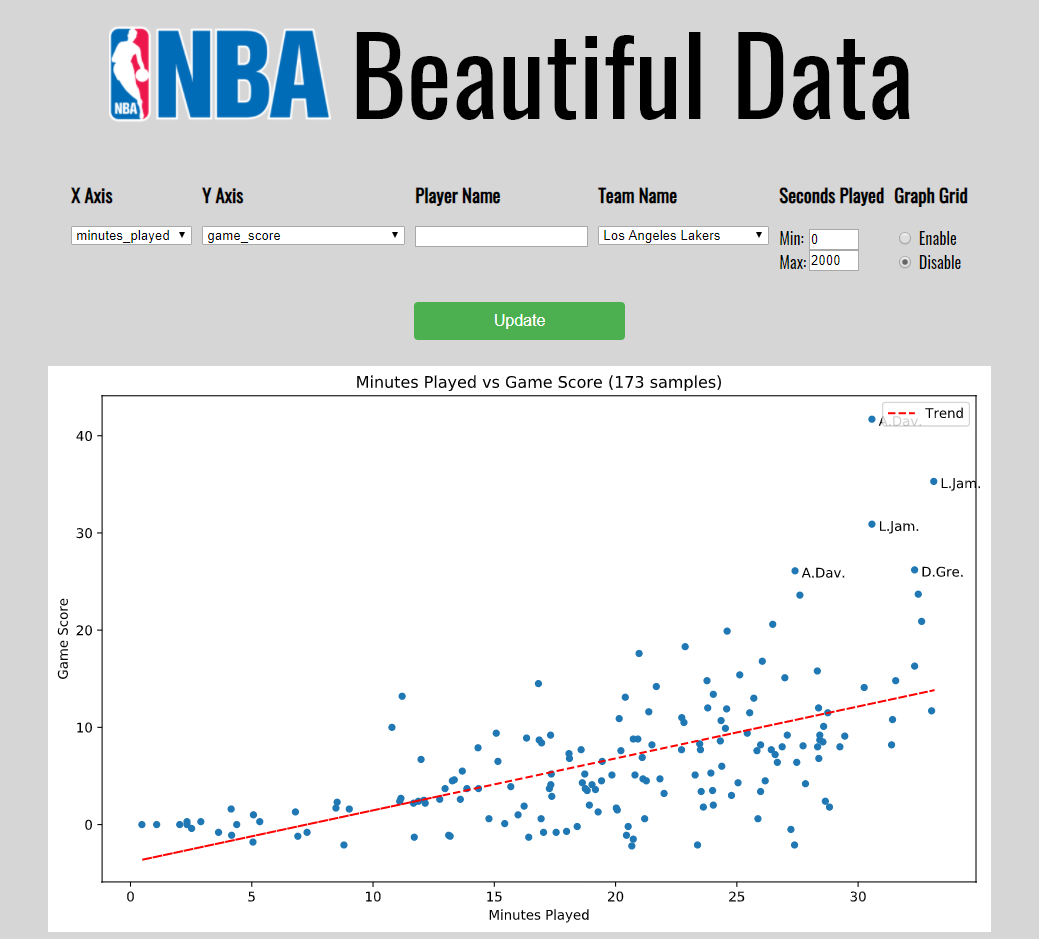 NBA NBA Beautiful Data
X Axis Y Axis Player Name Team Name Seconds Played Graph Grid
minutes_played game_score Los Angeles Lakers Min: 0 Enable
Max: 2000 Disable
Update
Minutes Played vs Game Score (173 samples)
Trend
A.Dav.
L.Jam.
L.Jam.
A.Dav.
D.Gre.
40
30
20
10
0
Game Score
0 5 10 15 20 25 30
Minutes Played